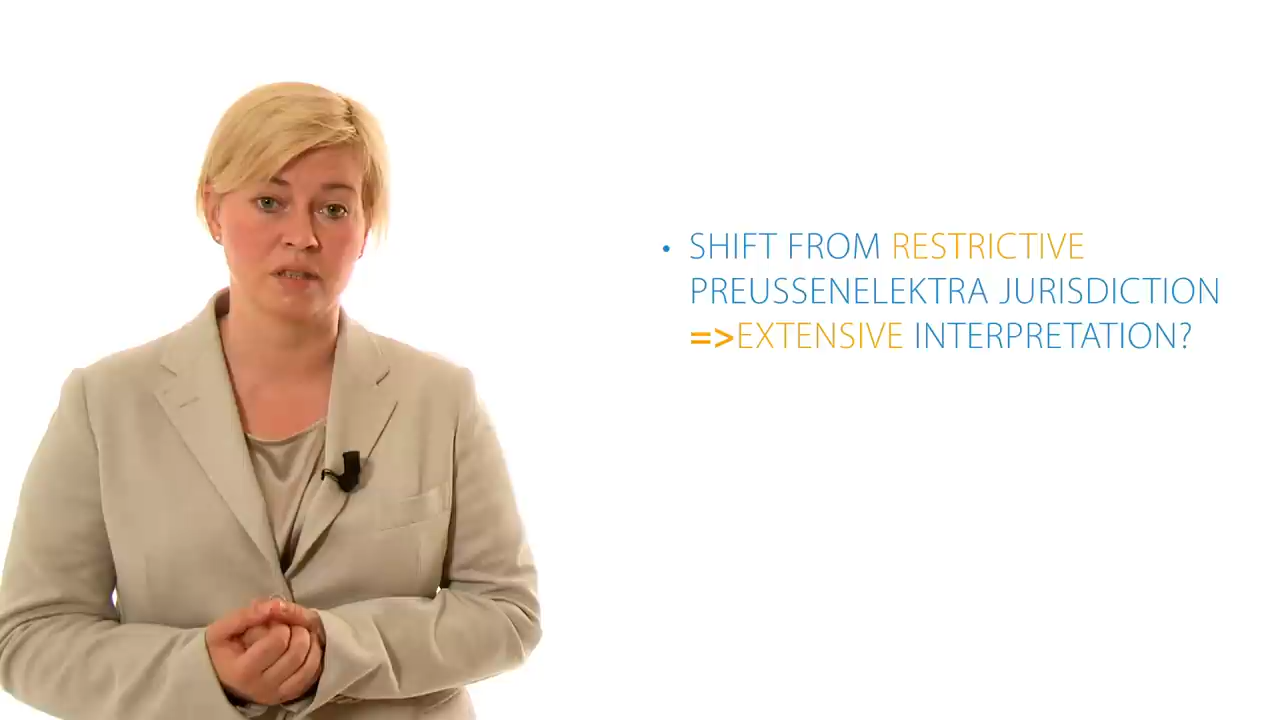 • SHIFT FROM RESTRICTIVE
PREUSSENELEKTRA JURISDICTION
=>EXTENSIVE INTERPRETATION?